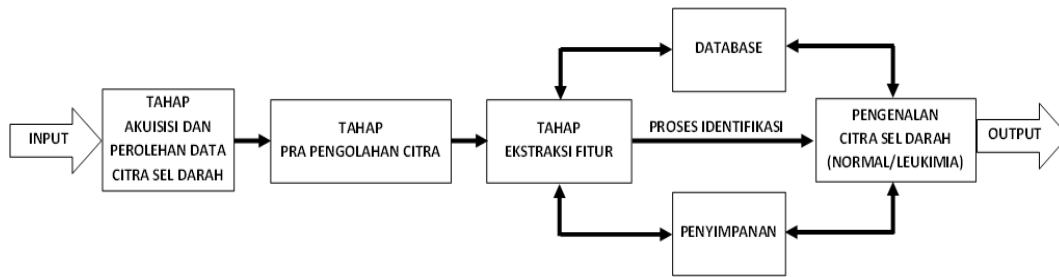 INPUT
TAHAP
AKUISISI DAN
PEROLEHAN DATA
CITRA SEL DARAH
TAHAP
PRA PENGOLAHAN CITRA
TAHAP
EKSTRAKSI FITUR
DATABASE
PROSES IDENTIFIKASI
PENYIMPANAN
PENGENALAN
CITRA SEL DARAH
(NORMAL/LEUKIMIA)
OUTPUT